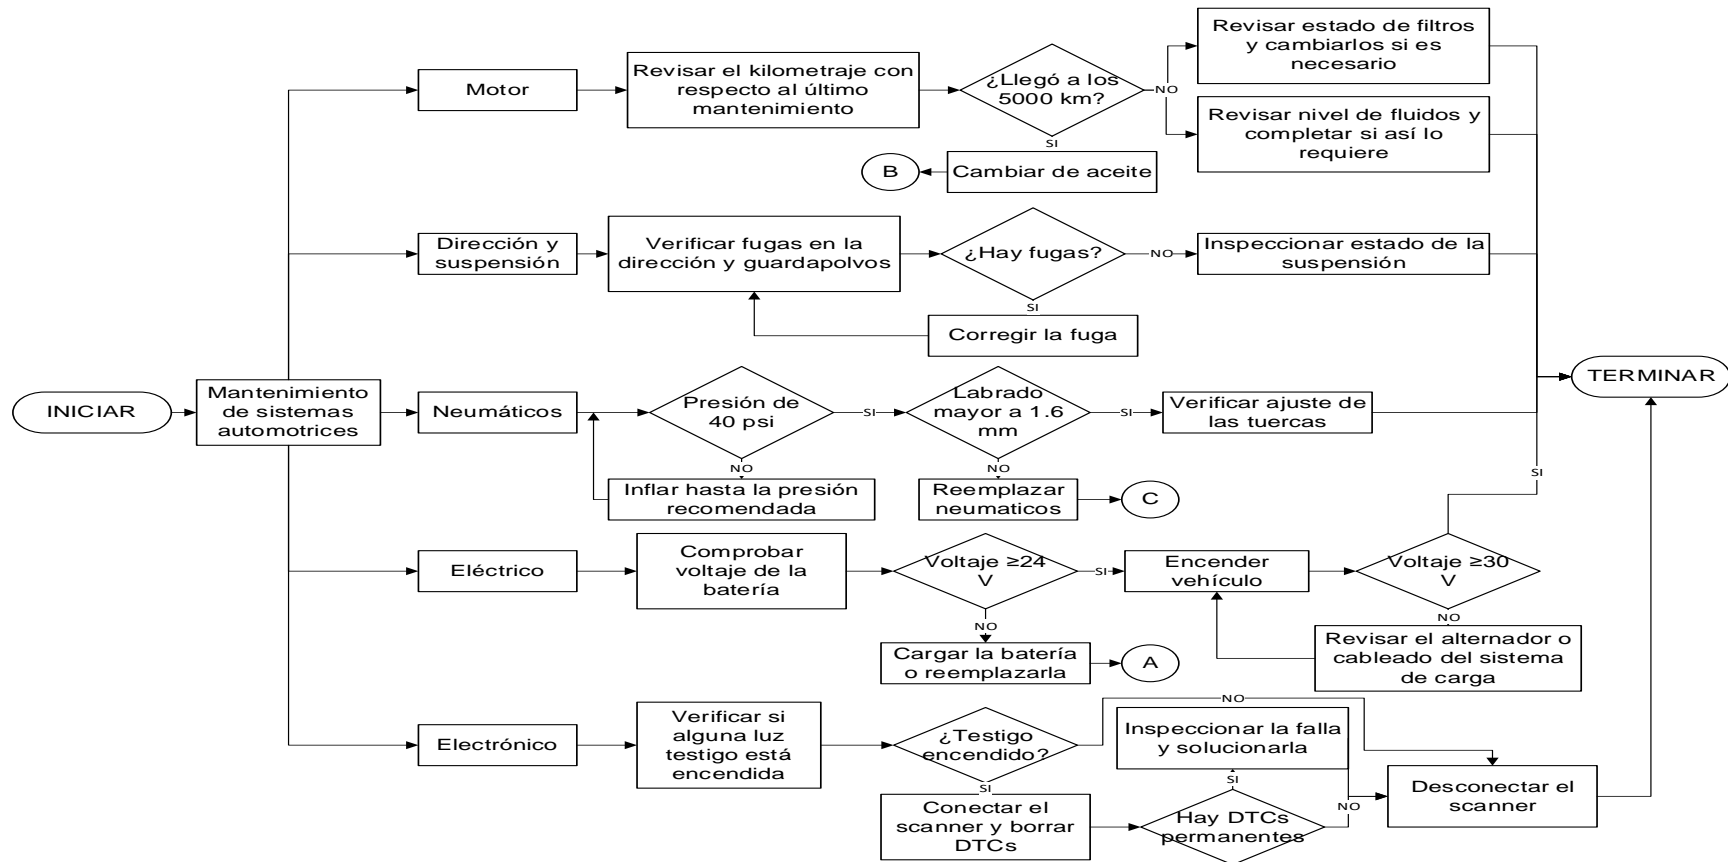 Revisar estado de filtros
y cambiarlos si es
necesario
Motor
Revisar el kilometraje con
respecto al último
mantenimiento
¿Llegó a los
5000 km?
NO
Revisar nivel de fluidos y
completar si así lo
requiere
SI
B
Cambiar de aceite
Dirección y
suspensión
Verificar fugas en la
dirección y guardapolvos
¿Hay fugas?
NO
Inspeccionar estado de la
suspensión
SI
Corregir la fuga
INICIAR
Mantenimiento
de sistemas
automotrices
Neumáticos
Presión de
40 psi
SI
Labrado
mayor a 1.6
mm
SI
Verificar ajuste de
las tuercas
TERMINAR
NO
Inflar hasta la presión
recomendada
NO
Reemplazar
neumaticos
C
SI
Eléctrico
Comprobar
voltaje de la
batería
Voltaje ≥24
V
SI
Encender
vehículo
Voltaje ≥30
V
NO
Cargar la batería
o reemplazarla
A
NO
Revisar el alternador o
cableado del sistema
de carga
Electrónico
Verificar si
alguna luz
testigo está
encendida
¿Testigo
encendido?
NO
Inspeccionar la falla
y solucionarla
SI
Conectar el
scanner y borrar
DTCs
SI
Hay DTCs
permanentes
NO
Desconectar el
scanner